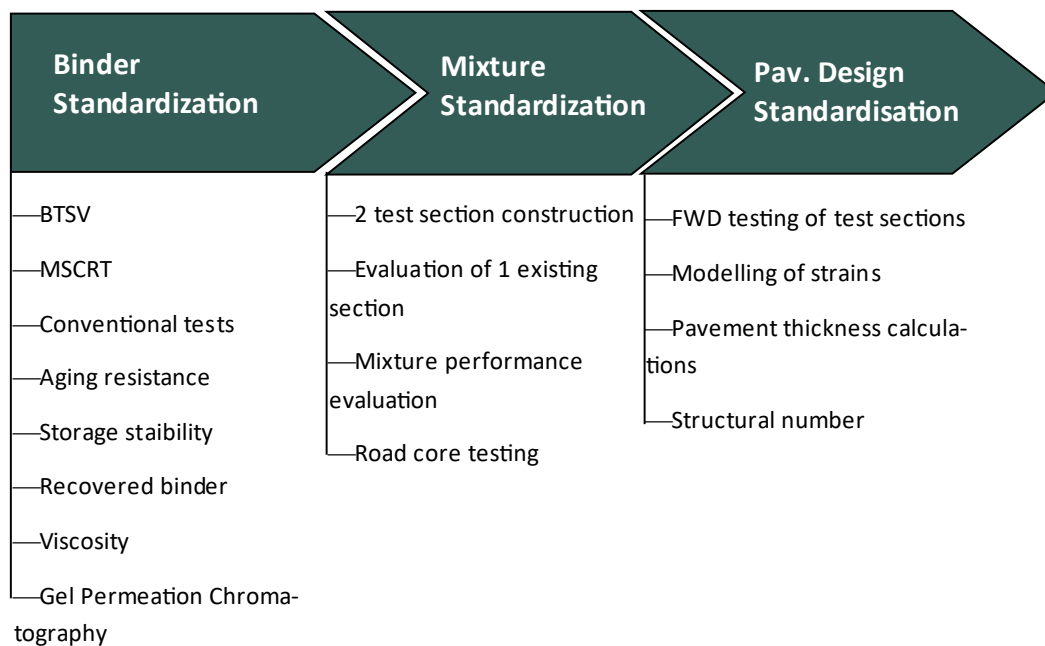 Binder
Standardization
BTSV
MSCRT
Conventional tests
Aging resistance
Storage staibility
Recovered binder
Viscosity
Gel Permeation Chroma-
tography
Mixture
Standardization
2 test section construction
Evaluation of 1 existing
section
Mixture performance
evaluation
Road core testing
Pav. Design
Standardisation
FWD testing of test sections
Modelling of strains
Pavement thickness calcula-
tions
Structural number